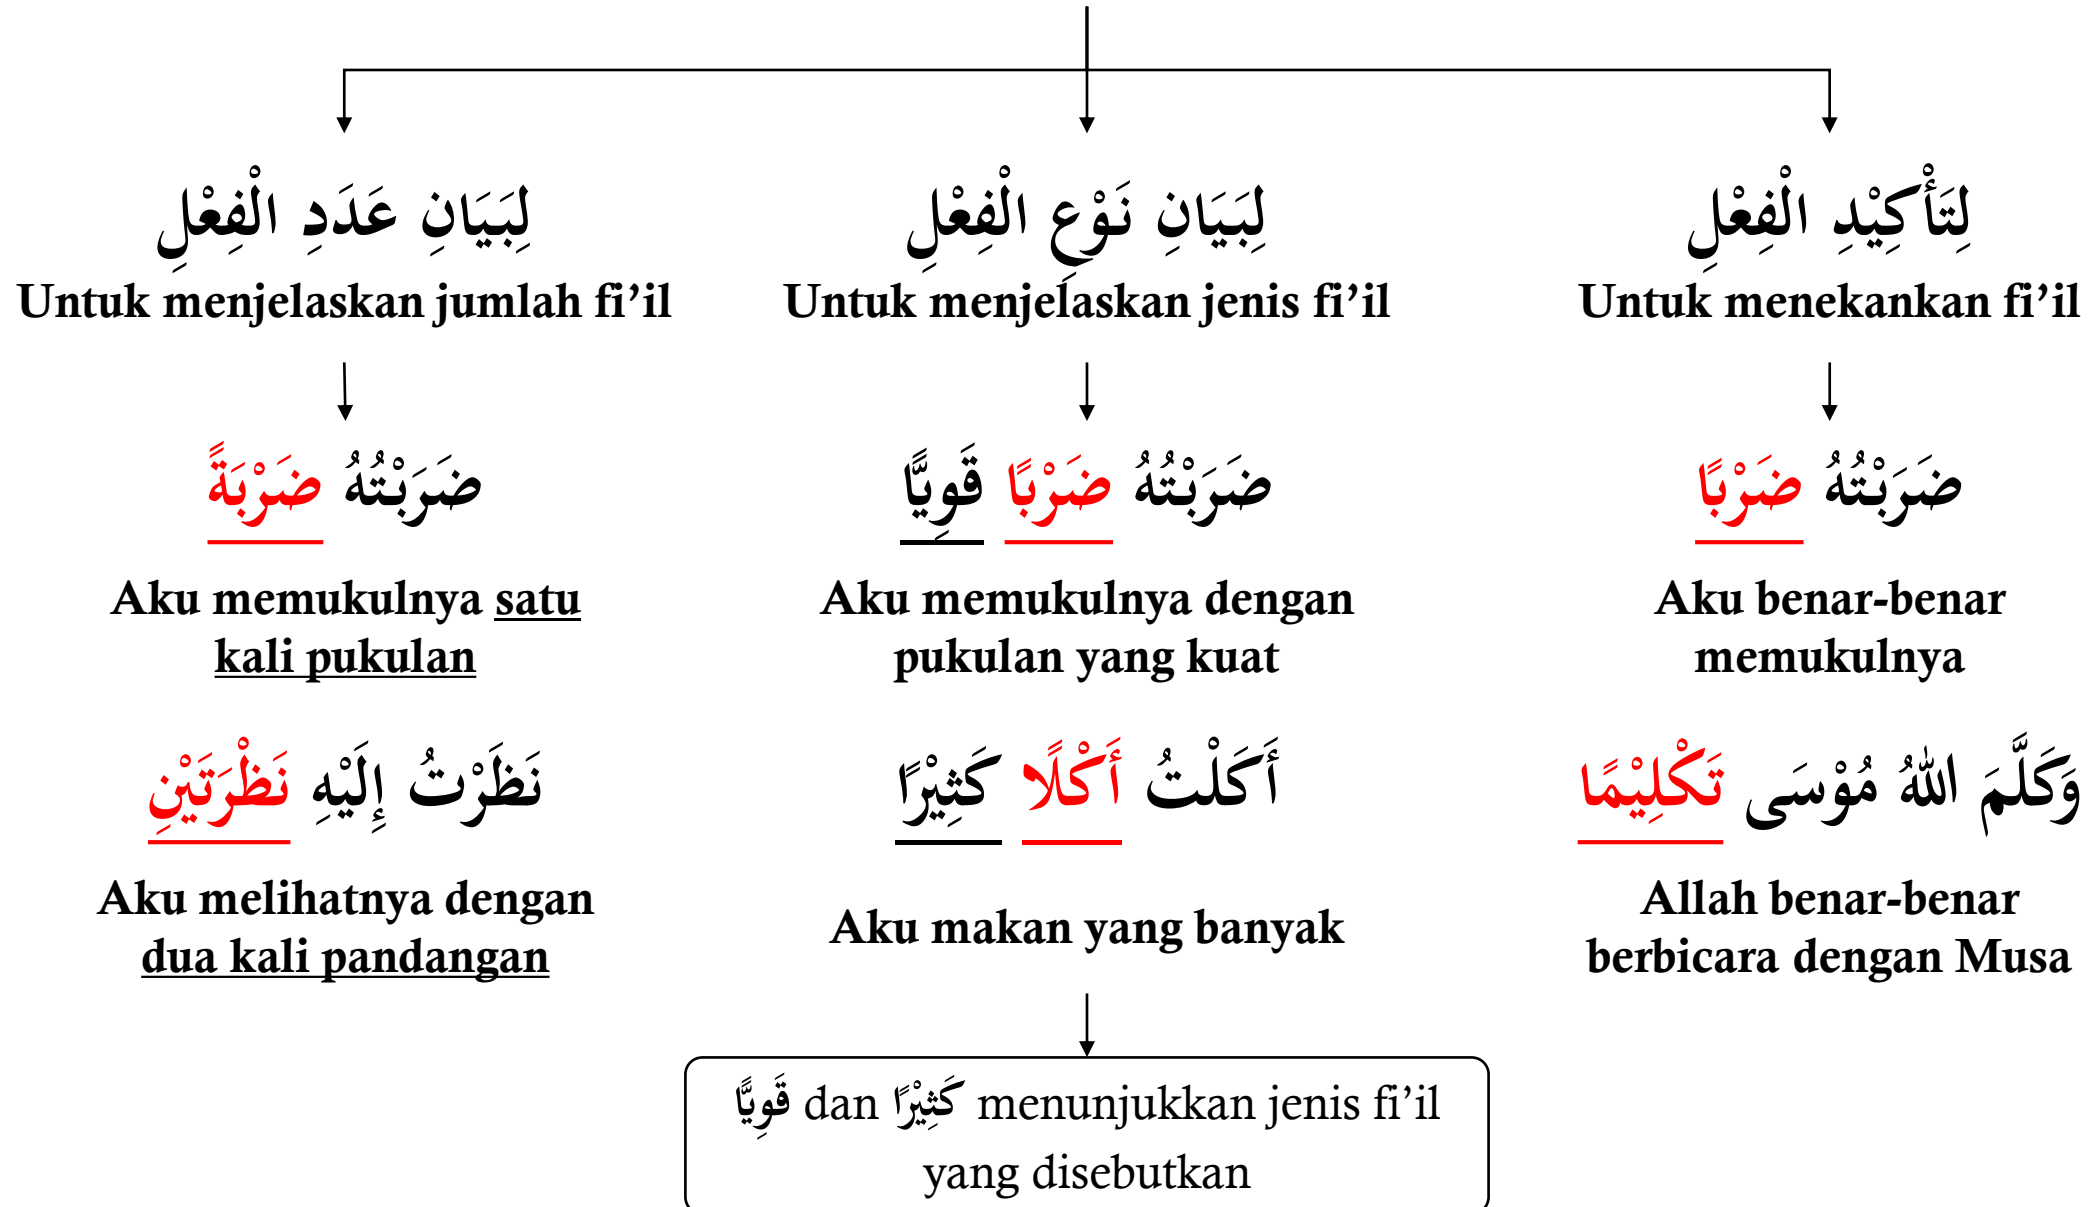 لِتَأْكِيْدِ الْفِعْلِ
Untuk menekankan fi’il
ضَرَبْتُهُ ضَرْبًا
Aku benar-benar
memukulnya
وَكَلَّمَ اللهُ مُوْسَى تَكْلِيْمًا
Allah benar-benar
berbicara dengan Musa
لِبَيَانِ نَوْعِ الْفِعْلِ
Untuk menjelaskan jenis fi’il
ضَرَبْتُهُ ضَرْبًا قَوِيًّا
Aku memukulnya dengan
pukulan yang kuat
أَكَلْتُ أَكْلًا كَثِيْرًا
Aku makan yang banyak
قَوِيًّا dan كَثِيْرًا menunjukkan jenis fi’il
yang disebutkan
لِبَيَانِ عَدَدِ الْفِعْلِ
Untuk menjelaskan jumlah fi’il
ضَرَبْتُهُ ضَرْبَةً
Aku memukulnya satu
kali pukulan
نَظَرْتُ إِلَيْهِ نَظْرَتَيْنِ
Aku melihatnya dengan
dua kali pandangan